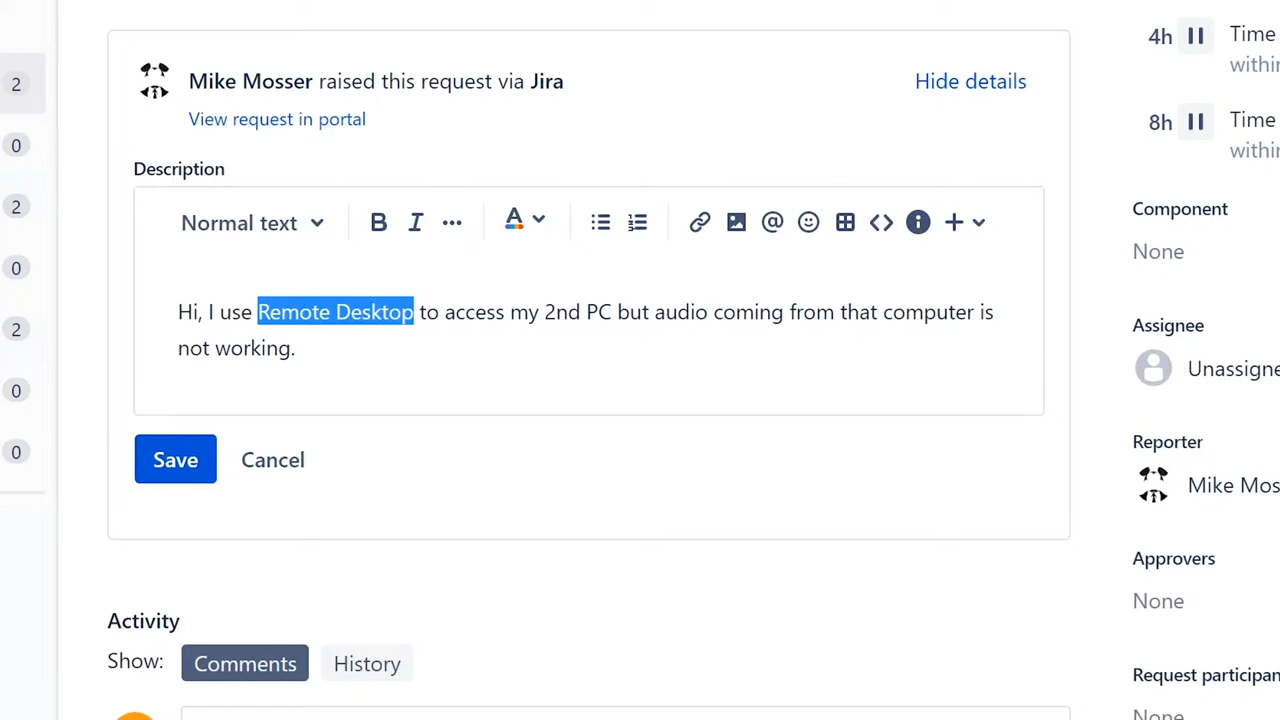 2
0
2
0
2
0
0
Mike Mosser raised this request via Jira
Hide details
View request in portal
Description
Normal text
B I ... A
Hi, I use Remote Desktop to access my 2nd PC but audio coming from that computer is
not working.
Save Cancel
Activity
Show: Comments History
4h Time
within
8h Time
within
Component
None
Assignee
Unassigne
Reporter
Mike Mos
Approvers
None
Request participan
None